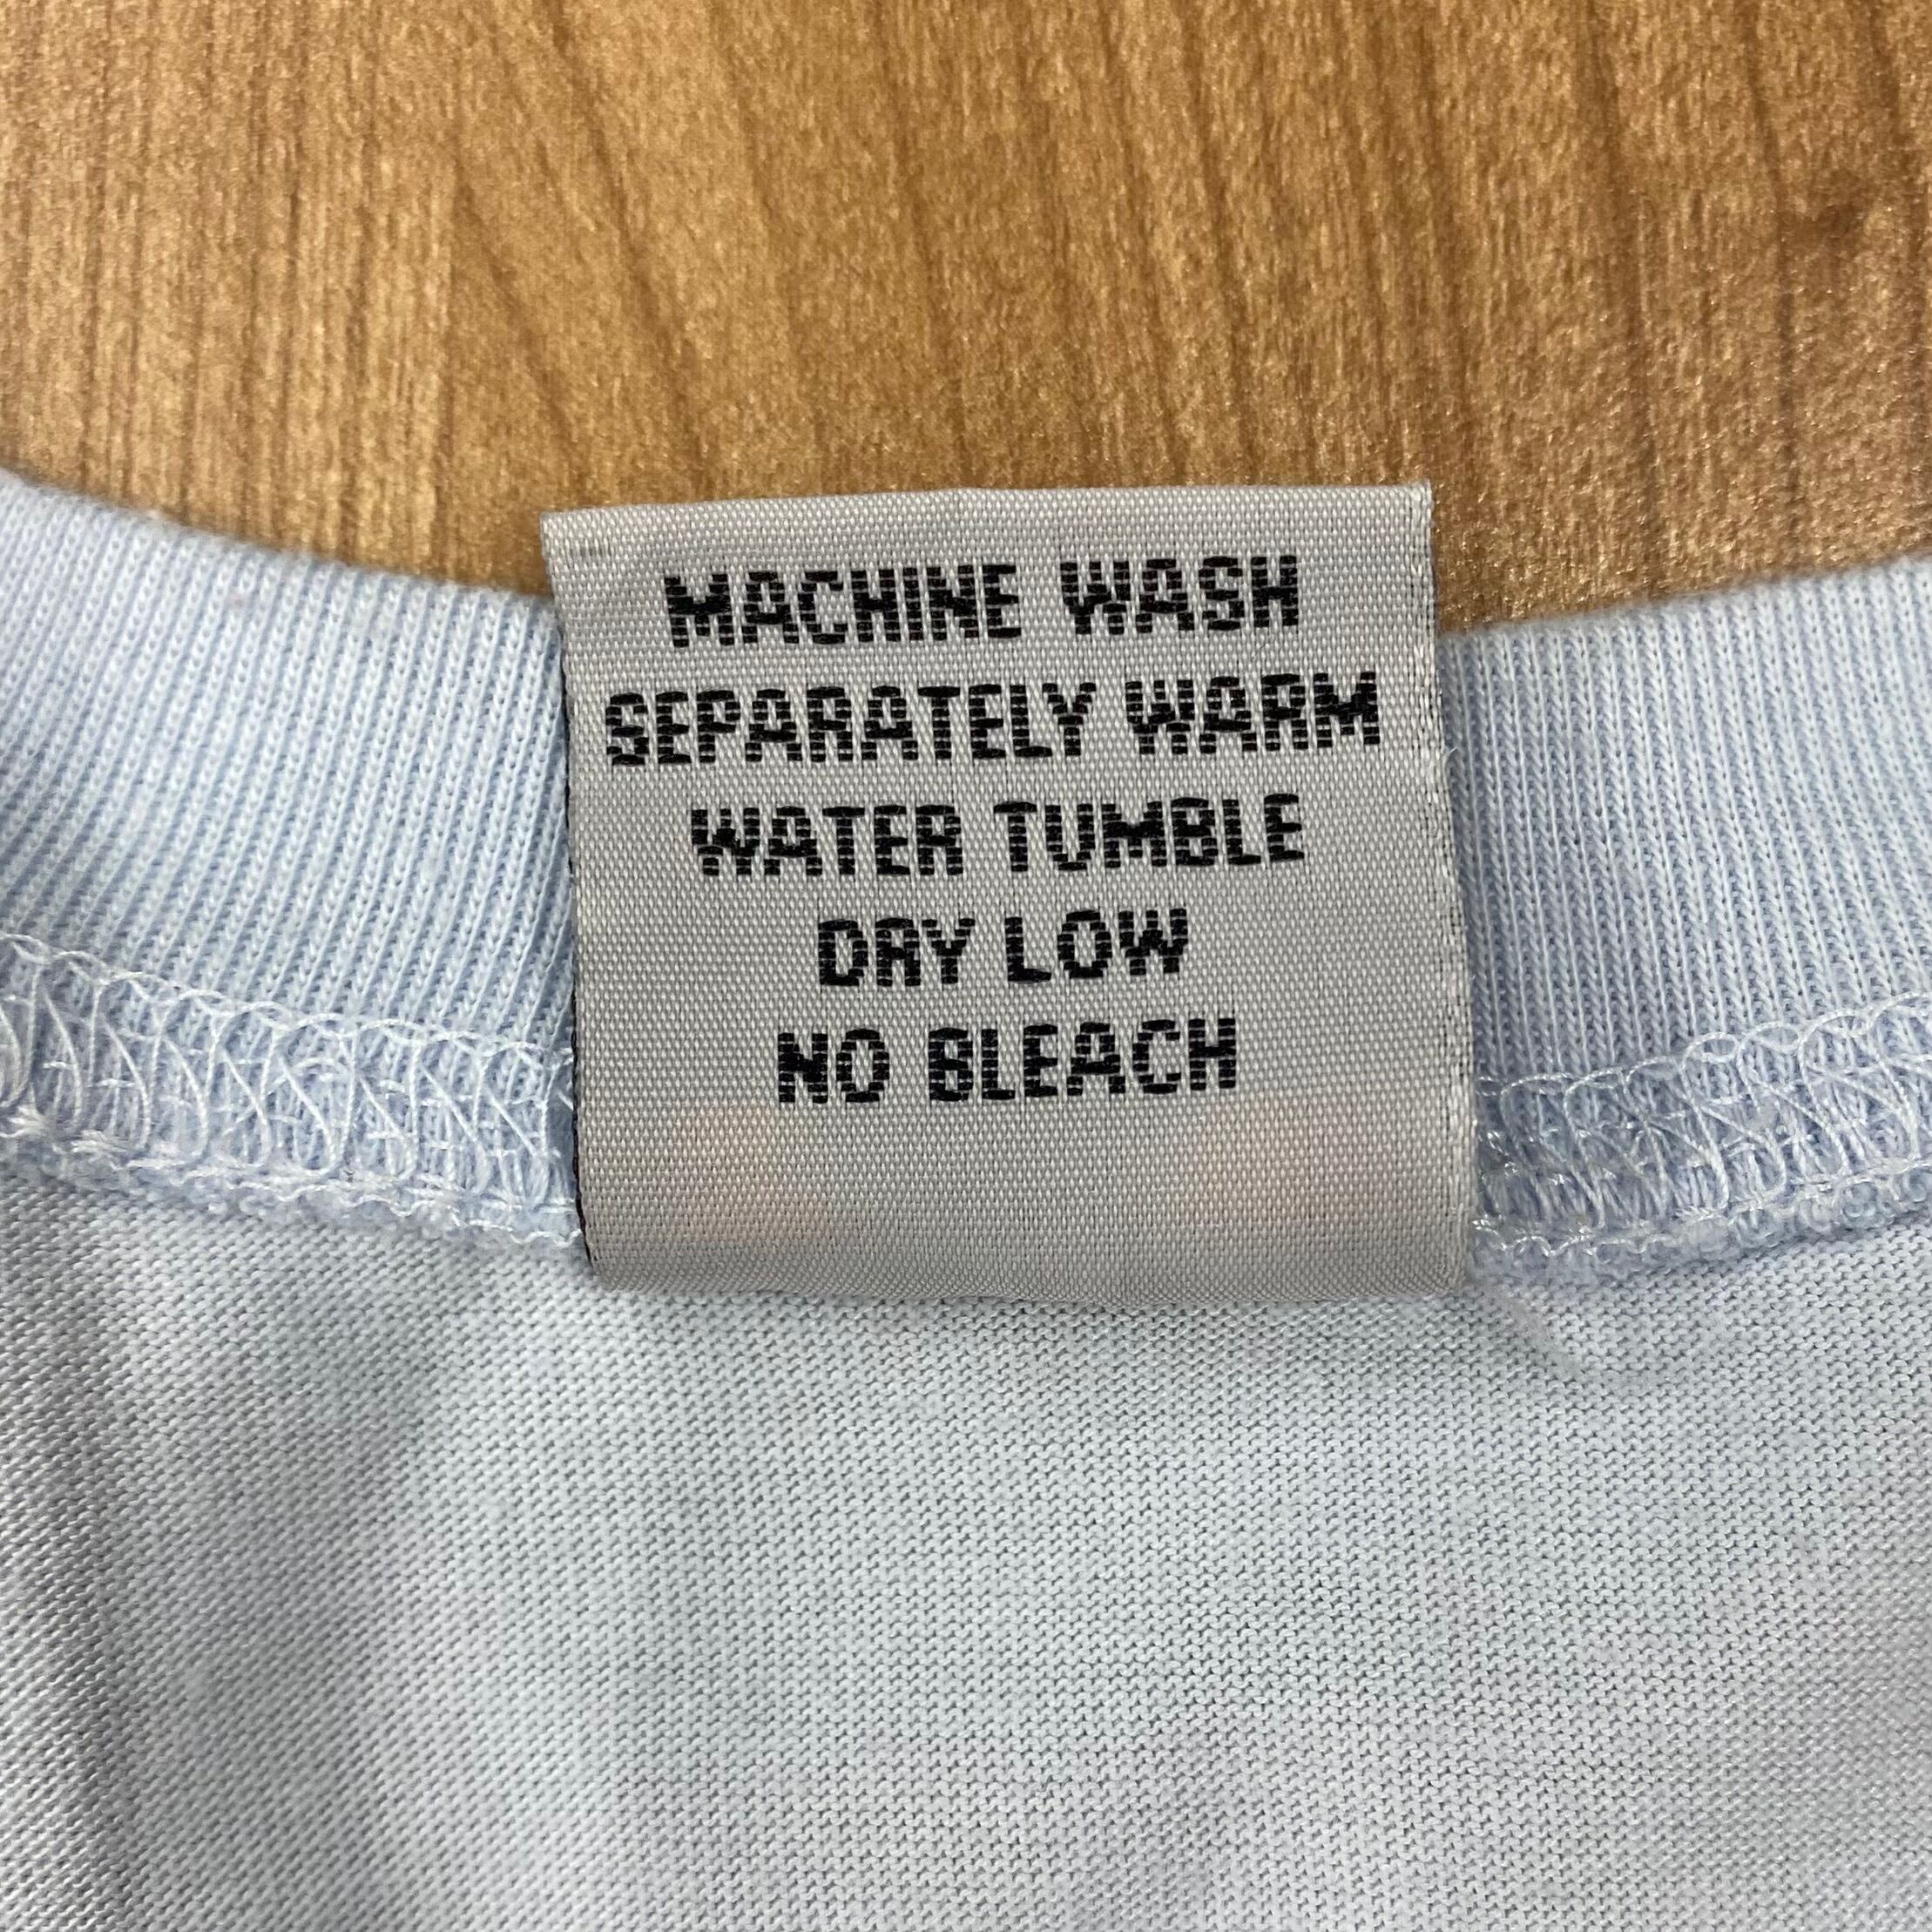 MACHINE WASH
SEPARATELY WARM
WATER TUMBLE
DRY LOW
NO BLEACH